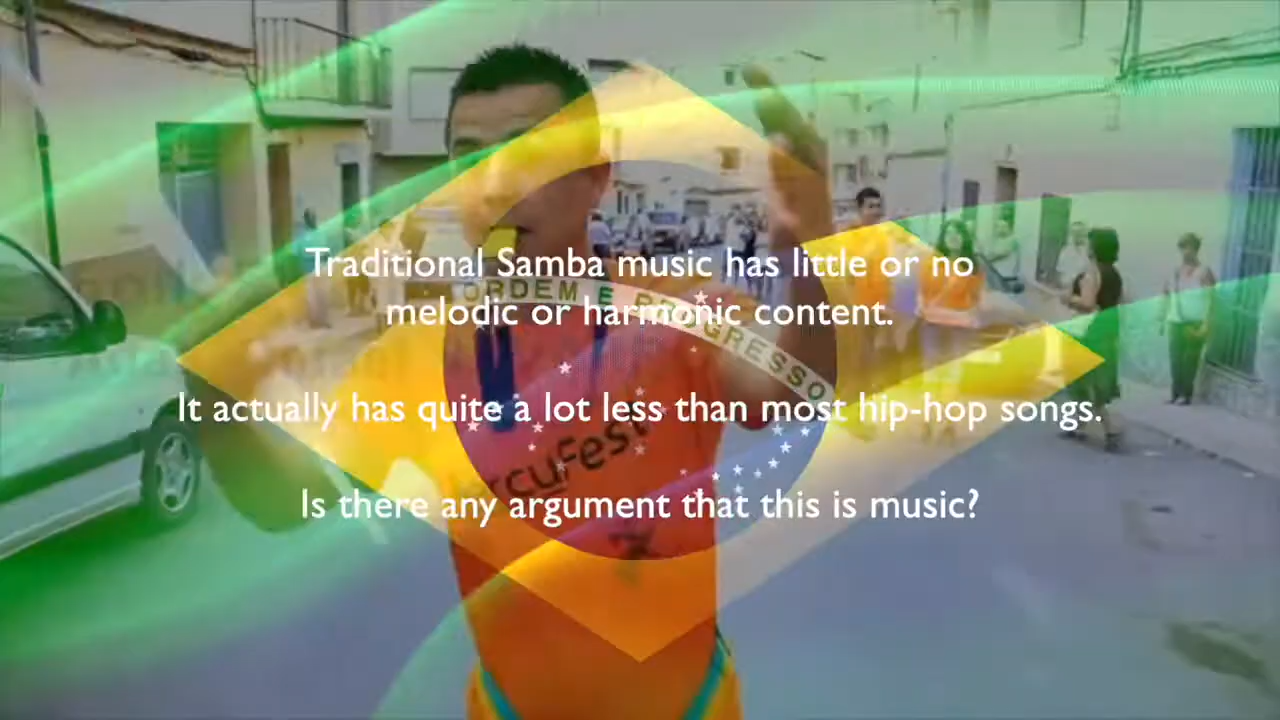 Traditional Samba music has little or no
ORDEM E PROGRESSO
melodic or harmonic content.
It actually has quite a lot less than most hip-hop songs.
Is there any argument that this is music?